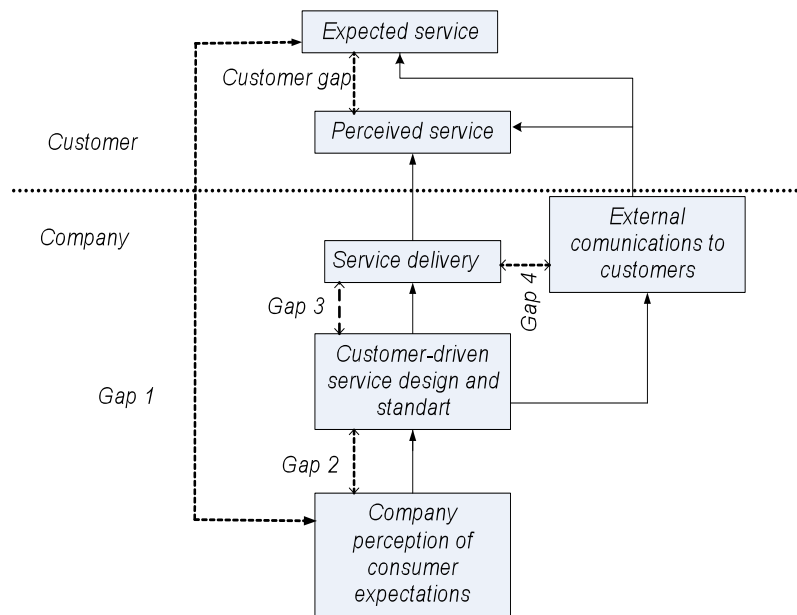 Expected service
Customer gap
Perceived service
Customer
Company
External
comunications to
customers
Service delivery
Gap 4
Gap 3
Customer-driven
service design and
standart
Gap 1
Gap 2
Company
perception of
consumer
expectations